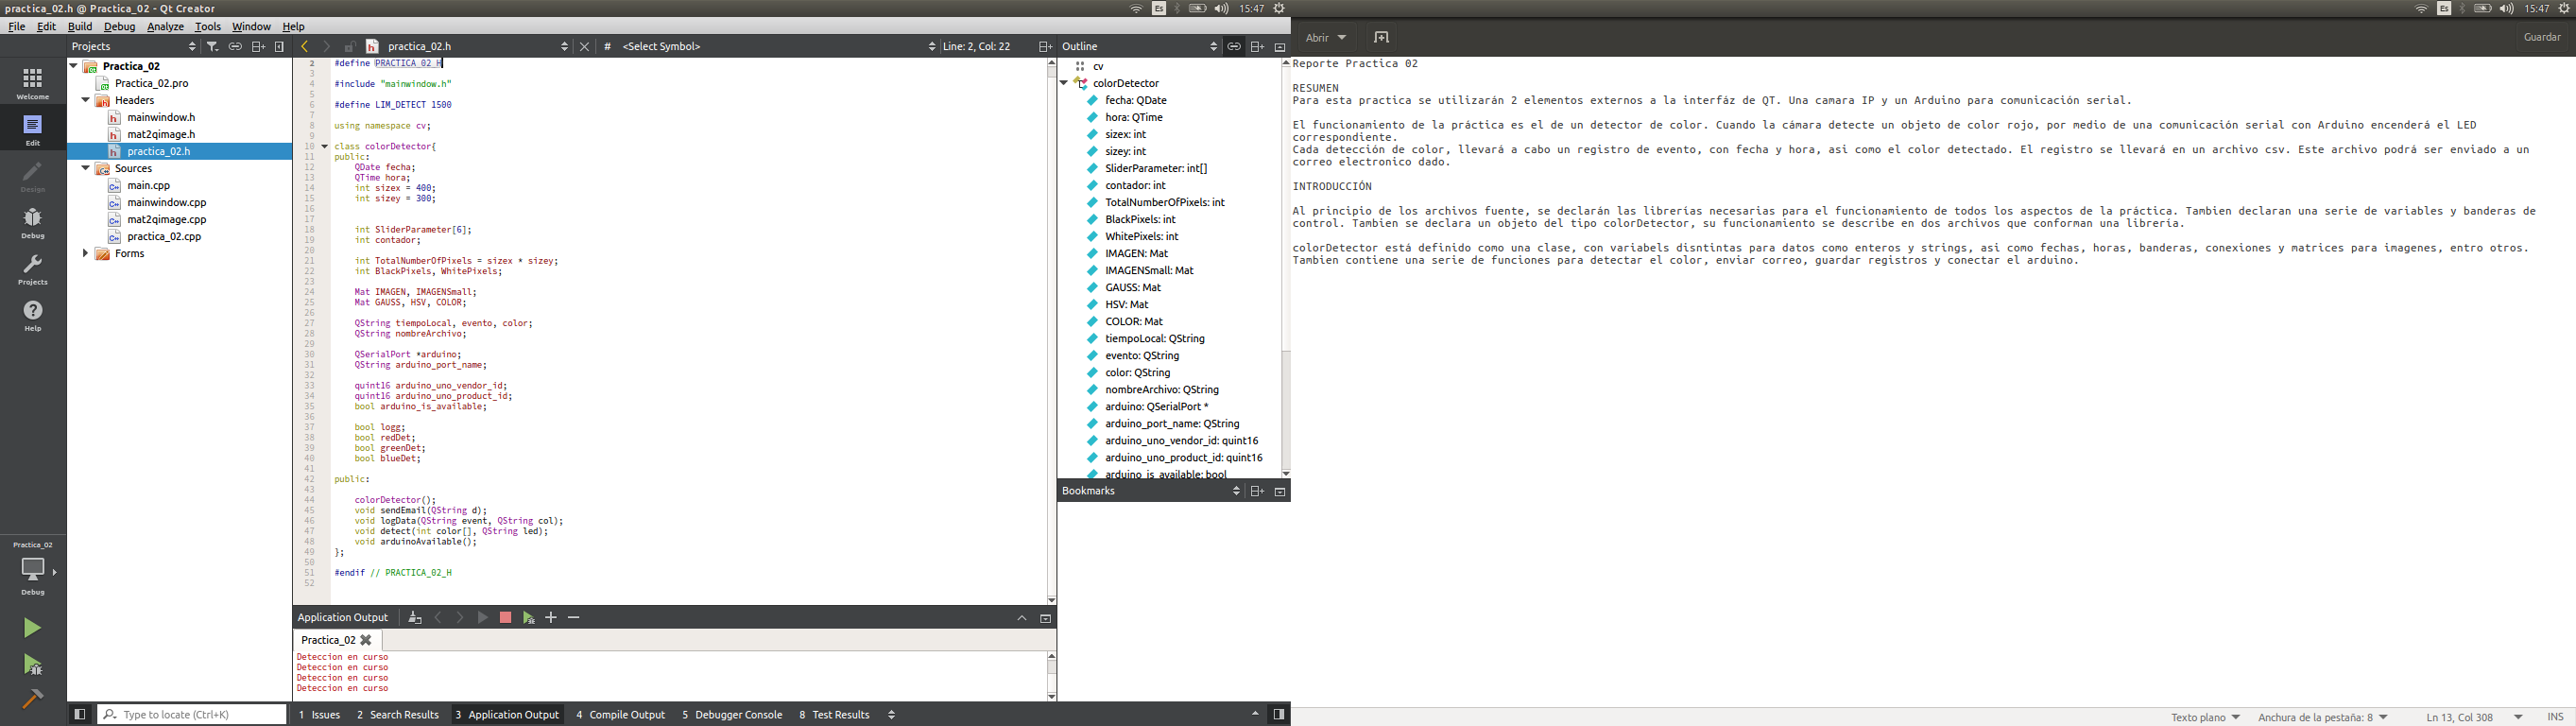 practica_02.h @ Practica_02 - Qt Creator
Es 15:47
Es 15:47
File Edit Build Debug Analyze Tools Window Help
Welcome
Edit
Design
Debug
Projects
Help
Practica_02
Debug
Projects
Practica_02
Practica_02.pro
Headers
mainwindow.h
mat2qimage.h
practica_02.h
Sources
main.cpp
mainwindow.cpp
mat2qimage.cpp
practica_02.cpp
Forms
practica_02.h # <Select Symbol> Line: 2, Col: 22
2 #define PRACTICA_02_H
3
4 #include "mainwindow.h"
5
6 #define LIM_DETECT 1500
7
8 using namespace cv;
9
10 class colorDetector{
11 public:
12 QDate fecha;
13 QTime hora;
14 int sizex = 400;
15 int sizey = 300;
16
17
18 int SliderParameter[6];
19 int contador;
20
21 int TotalNumberOfPixels = sizex * sizey;
22 int BlackPixels, WhitePixels;
23
24 Mat IMAGEN, IMAGENSmall;
25 Mat GAUSS, HSV, COLOR;
26
27 QString tiempoLocal, evento, color;
28 QString nombreArchivo;
29
30 QSerialPort *arduino;
31 QString arduino_port_name;
32
33 quint16 arduino_uno_vendor_id;
34 quint16 arduino_uno_product_id;
35 bool arduino_is_available;
36
37 bool logg;
38 bool redDet;
39 bool greenDet;
40 bool blueDet;
41
42 public:
43
44 colorDetector();
45 void sendEmail(QString d);
46 void logData(QString event, QString col);
47 void detect(int color[], QString led);
48 void arduinoAvailable();
49 };
50
51 #endif // PRACTICA_02_H
52
Outline
cv
colorDetector
fecha: QDate
hora: QTime
sizex: int
sizey: int
SliderParameter: int[]
contador: int
TotalNumberOfPixels: int
BlackPixels: int
WhitePixels: int
IMAGEN: Mat
IMAGENSmall: Mat
GAUSS: Mat
HSV: Mat
COLOR: Mat
tiempoLocal: QString
evento: QString
color: QString
nombreArchivo: QString
arduino: QSerialPort *
arduino_port_name: QString
arduino_uno_vendor_id: quint16
arduino_uno_product_id: quint16
arduino_is_available: bool
Bookmarks
Application Output
Practica_02
Deteccion en curso
Deteccion en curso
Deteccion en curso
Deteccion en curso
Type to locate (Ctrl+K) 1 Issues 2 Search Results 3 Application Output 4 Compile Output 5 Debugger Console 8 Test Results
Abrir Guardar
Reporte Practica 02
RESUMEN
Para esta practica se utilizarán 2 elementos externos a la interfáz de QT. Una camara IP y un Arduino para comunicación serial.
El funcionamiento de la práctica es el de un detector de color. Cuando la cámara detecte un objeto de color rojo, por medio de una comunicación serial con Arduino encenderá el LED
correspondiente.
Cada detección de color, llevará a cabo un registro de evento, con fecha y hora, asi como el color detectado. El registro se llevará en un archivo csv. Este archivo podrá ser enviado a un
correo electronico dado.
INTRODUCCIÓN
Al principio de los archivos fuente, se declarán las librerias necesarias para el funcionamiento de todos los aspectos de la práctica. Tambien declaran una serie de variables y banderas de
control. Tambien se declara un objeto del tipo colorDetector, su funcionamiento se describe en dos archivos que conforman una librería.
colorDetector está definido como una clase, con variabels disntintas para datos como enteros y strings, asi como fechas, horas, banderas, conexiones y matrices para imagenes, entro otros.
Tambien contiene una serie de funciones para detectar el color, enviar correo, guardar registros y conectar el arduino.
Texto plano Anchura de la pestaña: 8 Ln 13, Col 308 INS